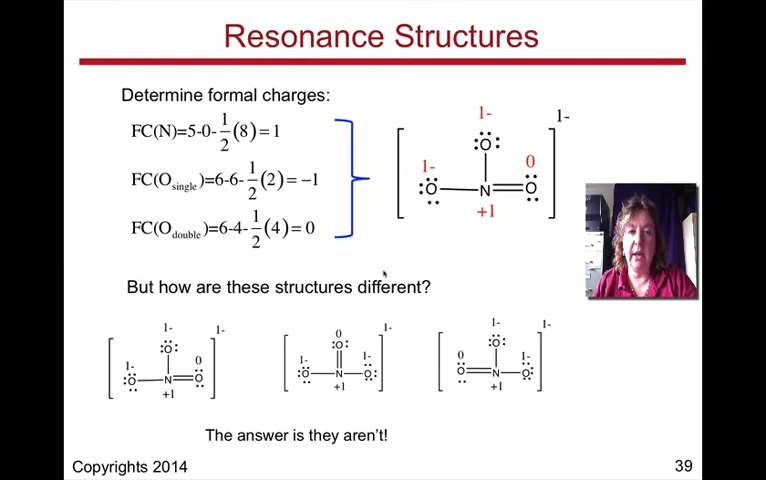 Resonance Structures
Determine formal charges:
FC(N)=5-0-1/2(8)=1
FC(Osingle)=6-6-1/2(2)=−1
FC(Odouble)=6-4-1/2(4)=0
1-
1-
:O:
1-
0
:O
N
O
+1
But how are these structures different?
1-
1-
:O:
1-
0
:O
N
O
+1
0
1-
:O:
1-
1-
:O
N
O:
+1
1-
1-
:O:
0
1-
O
N
O:
+1
The answer is they aren't!
Copyrights 2014
39